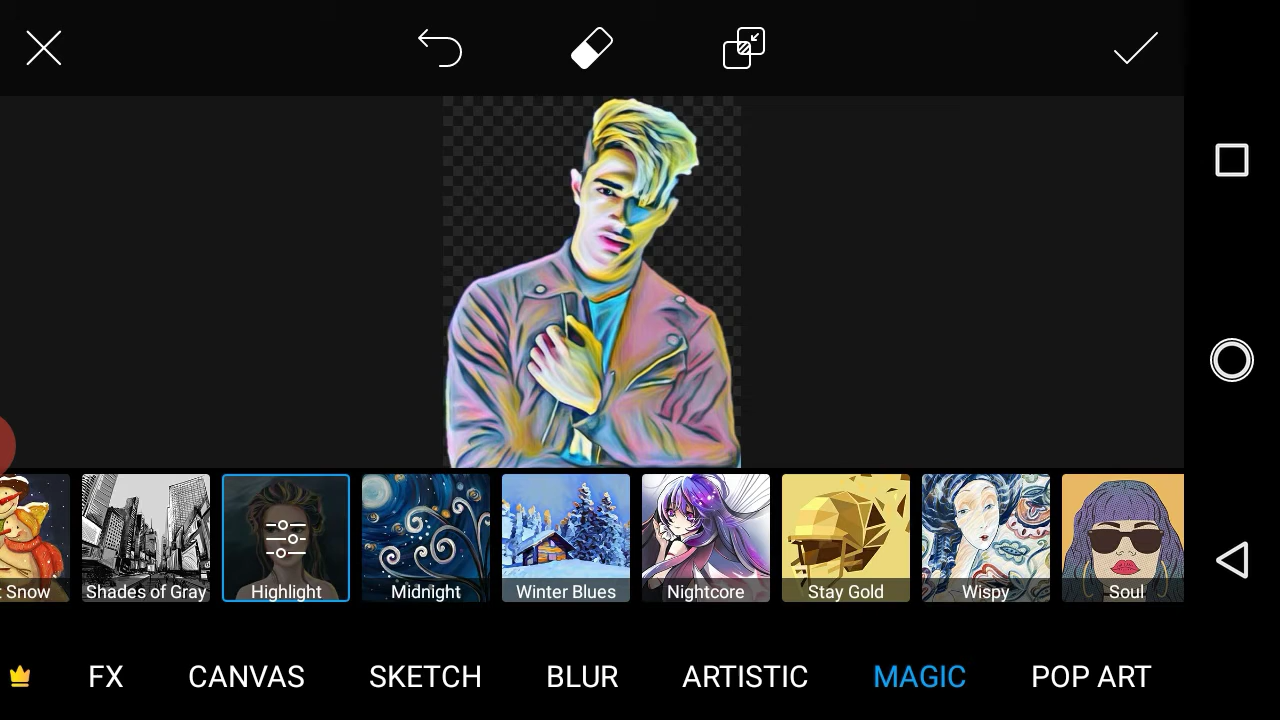 t Snow
Shades of Gray
Highlight
Midnight
Winter Blues
Nightcore
Stay Gold
Wispy
Soul
FX
CANVAS
SKETCH
BLUR
ARTISTIC
MAGIC
POP ART